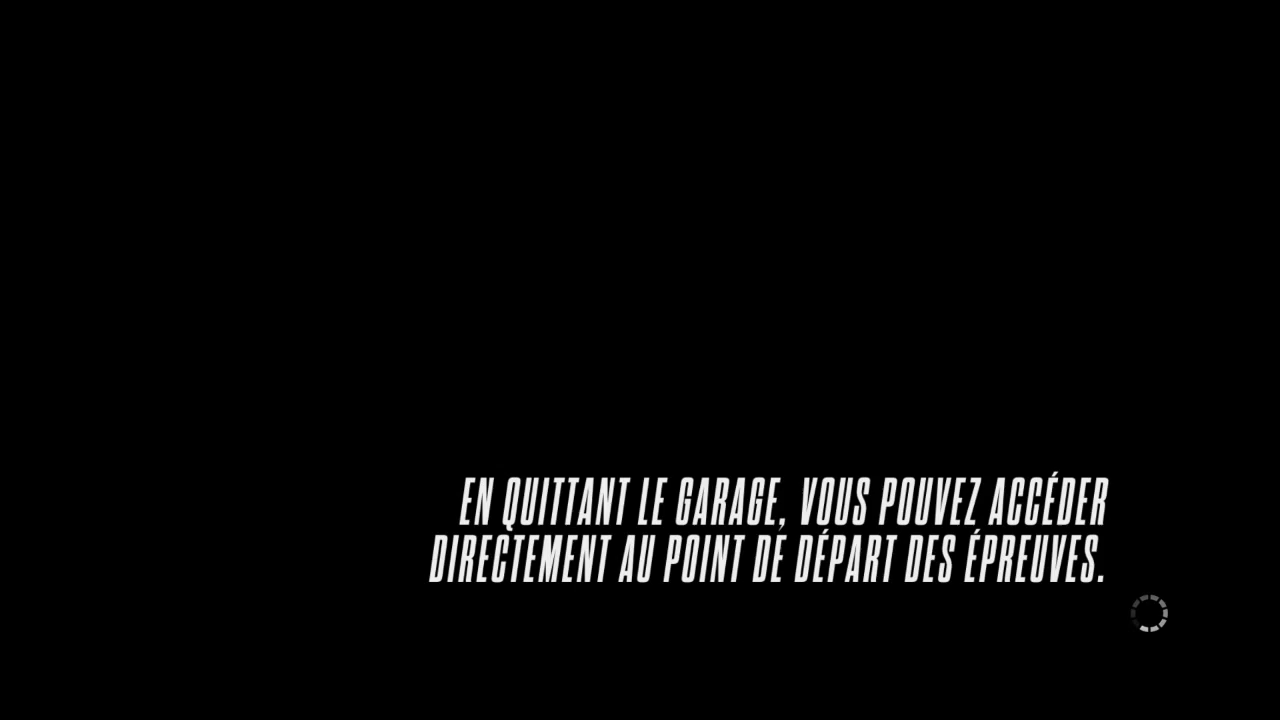 EN QUITTANT LE GARAGE, VOUS POUVEZ ACCÉDER
DIRECTEMENT AU POINT DE DÉPART DES ÉPREUVES.